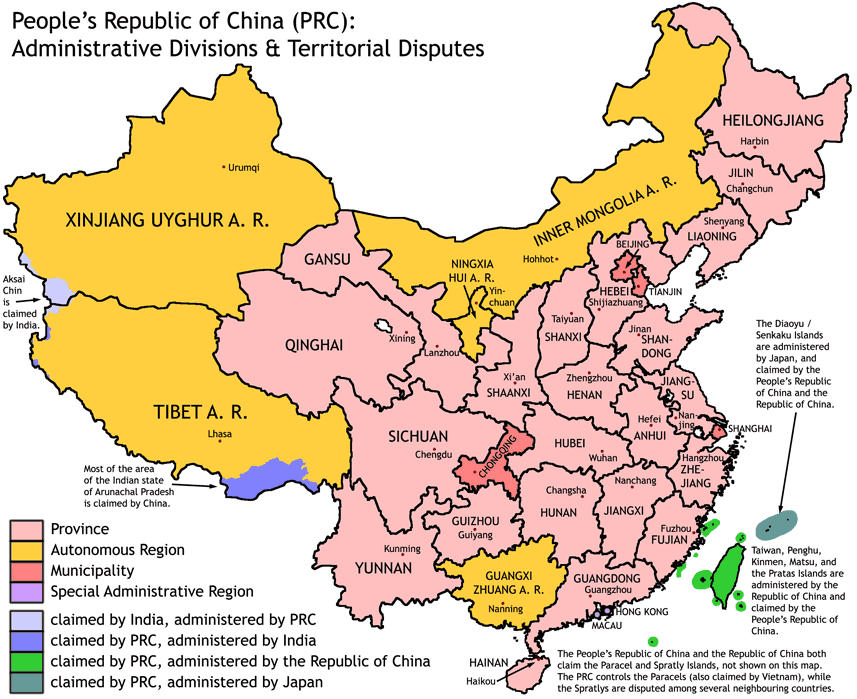 People's Republic of China (PRC):
Administrative Divisions & Territorial Disputes
HEILONGJIANG
Harbin
JILIN
Changchun
Urumqi
XINJIANG UYGHUR A. R.
INNER MONGOLIA A. R.
Shenyang
LIAONING
BEIJING
GANSU
NINGXIA
HUI A. R.
Hohhot
Yin-
chuan
HEBEI
TIANJIN
Shijiazhuang
Aksai
Chin
is
claimed
by India.
Taiyuan
SHANXI
Jinan
SHAN-
DONG
QINGHAI
Xining
Lanzhou
The Diaoyu /
Senkaku Islands
are administered
by Japan, and
claimed by the
People's Republic
of China and the
Republic of China.
Xi'an
SHAANXI
Zhengzhou
HENAN
JIANG-
SU
TIBET A. R.
Lhasa
Hefei
ANHUI
Nan-
jing
SHANGHAI
SICHUAN
Chengdu
CHONGQING
HUBEI
Wuhan
Hangzhou
ZHE-
JIANG
Most of the area
of the Indian state
of Arunachal Pradesh
is claimed by China.
Changsha
HUNAN
Nanchang
JIANGXI
GUIZHOU
Guiyang
Fuzhou
FUJIAN
Kunming
YUNNAN
GUANGXI
ZHUANG A. R.
Nanning
GUANGDONG
Guangzhou
HONG KONG
MACAU
Taiwan, Penghu,
Kinmen, Matsu, and
the Pratas Islands are
administered by the
Republic of China and
claimed by the
People's Republic of
China.
HAINAN
Haikou
Province
Autonomous Region
Municipality
Special Administrative Region
claimed by India, administered by PRC
claimed by PRC, administered by India
claimed by PRC, administered by the Republic of China
claimed by PRC, administered by Japan
The People's Republic of China and the Republic of China both
claim the Paracel and Spratly Islands, not shown on this map.
The PRC controls the Paracels (also claimed by Vietnam), while
the Spratlys are disputed among several neighbouring countries.